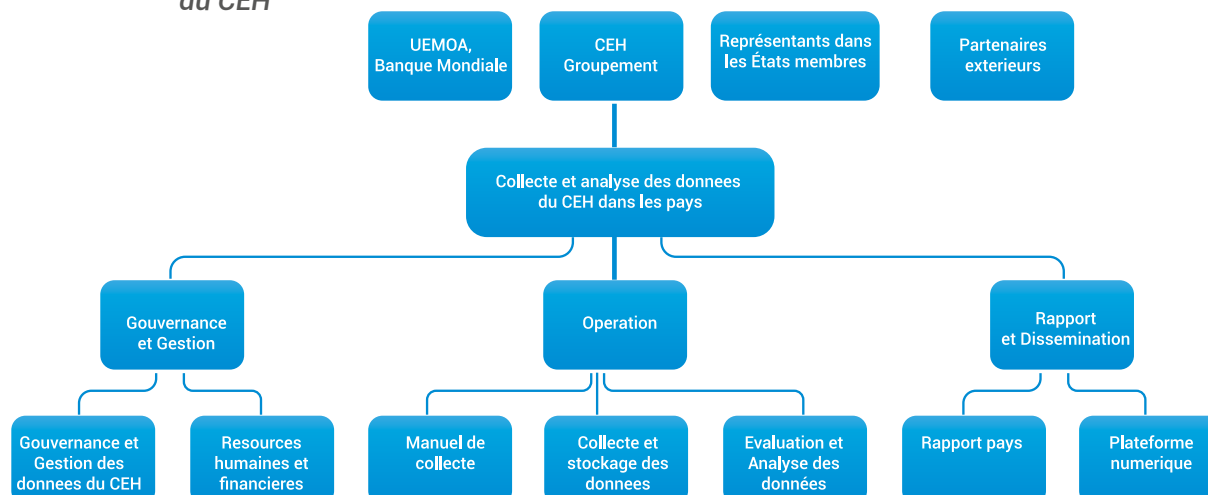 du CEH
UEMOA,
Banque Mondiale
CEH
Groupement
Représentants dans
les États membres
Partenaires
exterieurs
Collecte et analyse des donnees
du CEH dans les pays
Gouvernance
et Gestion
Operation
Rapport
et Dissemination
Gouvernance et
Gestion des
donnees du CEH
Resources
humaines et
financieres
Manuel de
collecte
Collecte et
stockage des
donnees
Evaluation et
Analyse des
données
Rapport pays
Plateforme
numerique